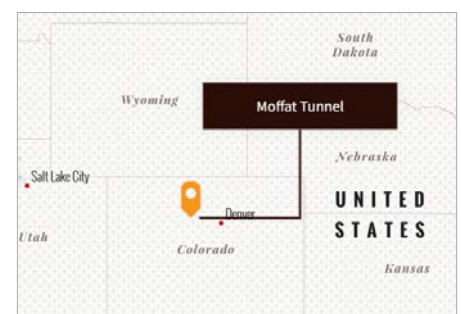 South
Dakota
Wyoming
Moffat Tunnel
Nebraska
Salt Lake City
UNITED
STATES
Denver
Utah
Colorado
Kansas